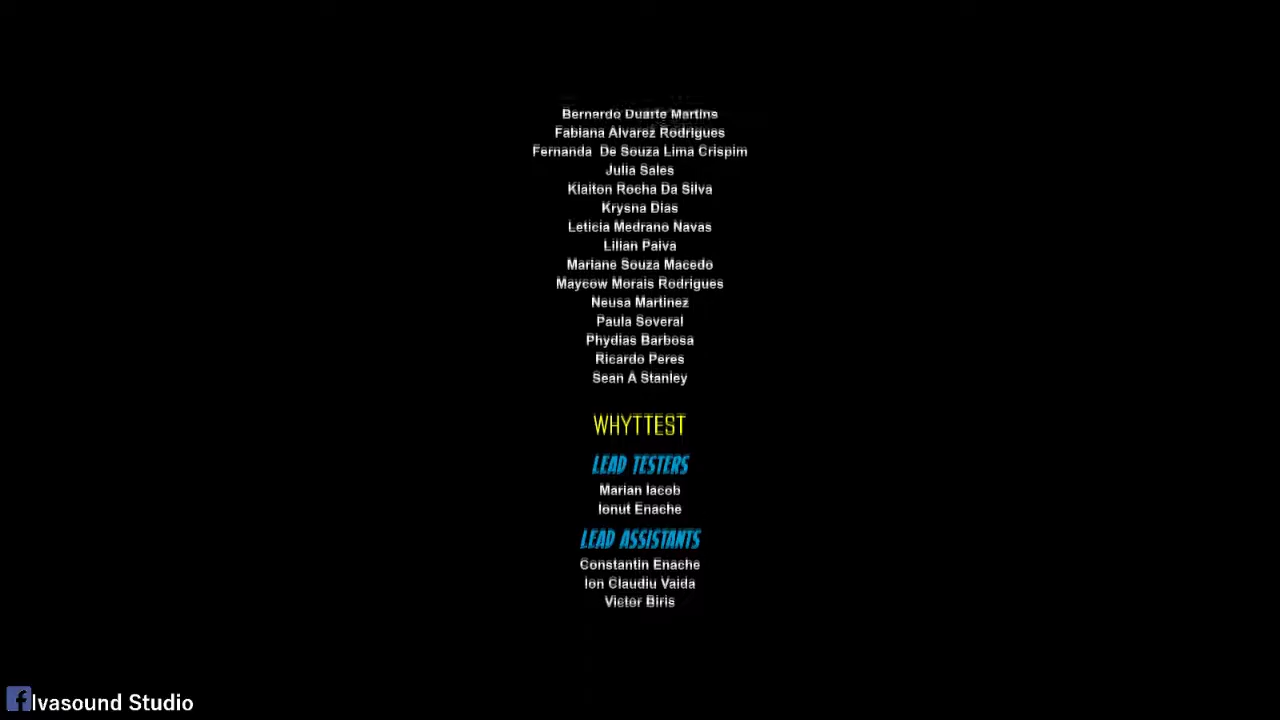 Bernardo Duarte Martins
Fabiana Alvarez Rodrigues
Fernanda  De Souza Lima Crispim
Julia Sales
Klaiton Rocha Da Silva
Krysna Dias
Leticia Medrano Navas
Lilian Paiva
Mariane Souza Macedo
Maycow Morais Rodrigues
Neusa Martinez
Paula Soveral
Phydias Barbosa
Ricardo Peres
Sean A Stanley
WHYTTEST
LEAD TESTERS
Marian Iacob
Ionut Enache
LEAD ASSISTANTS
Constantin Enache
Ion Claudiu Vaida
Victor Biris
Ivasound Studio